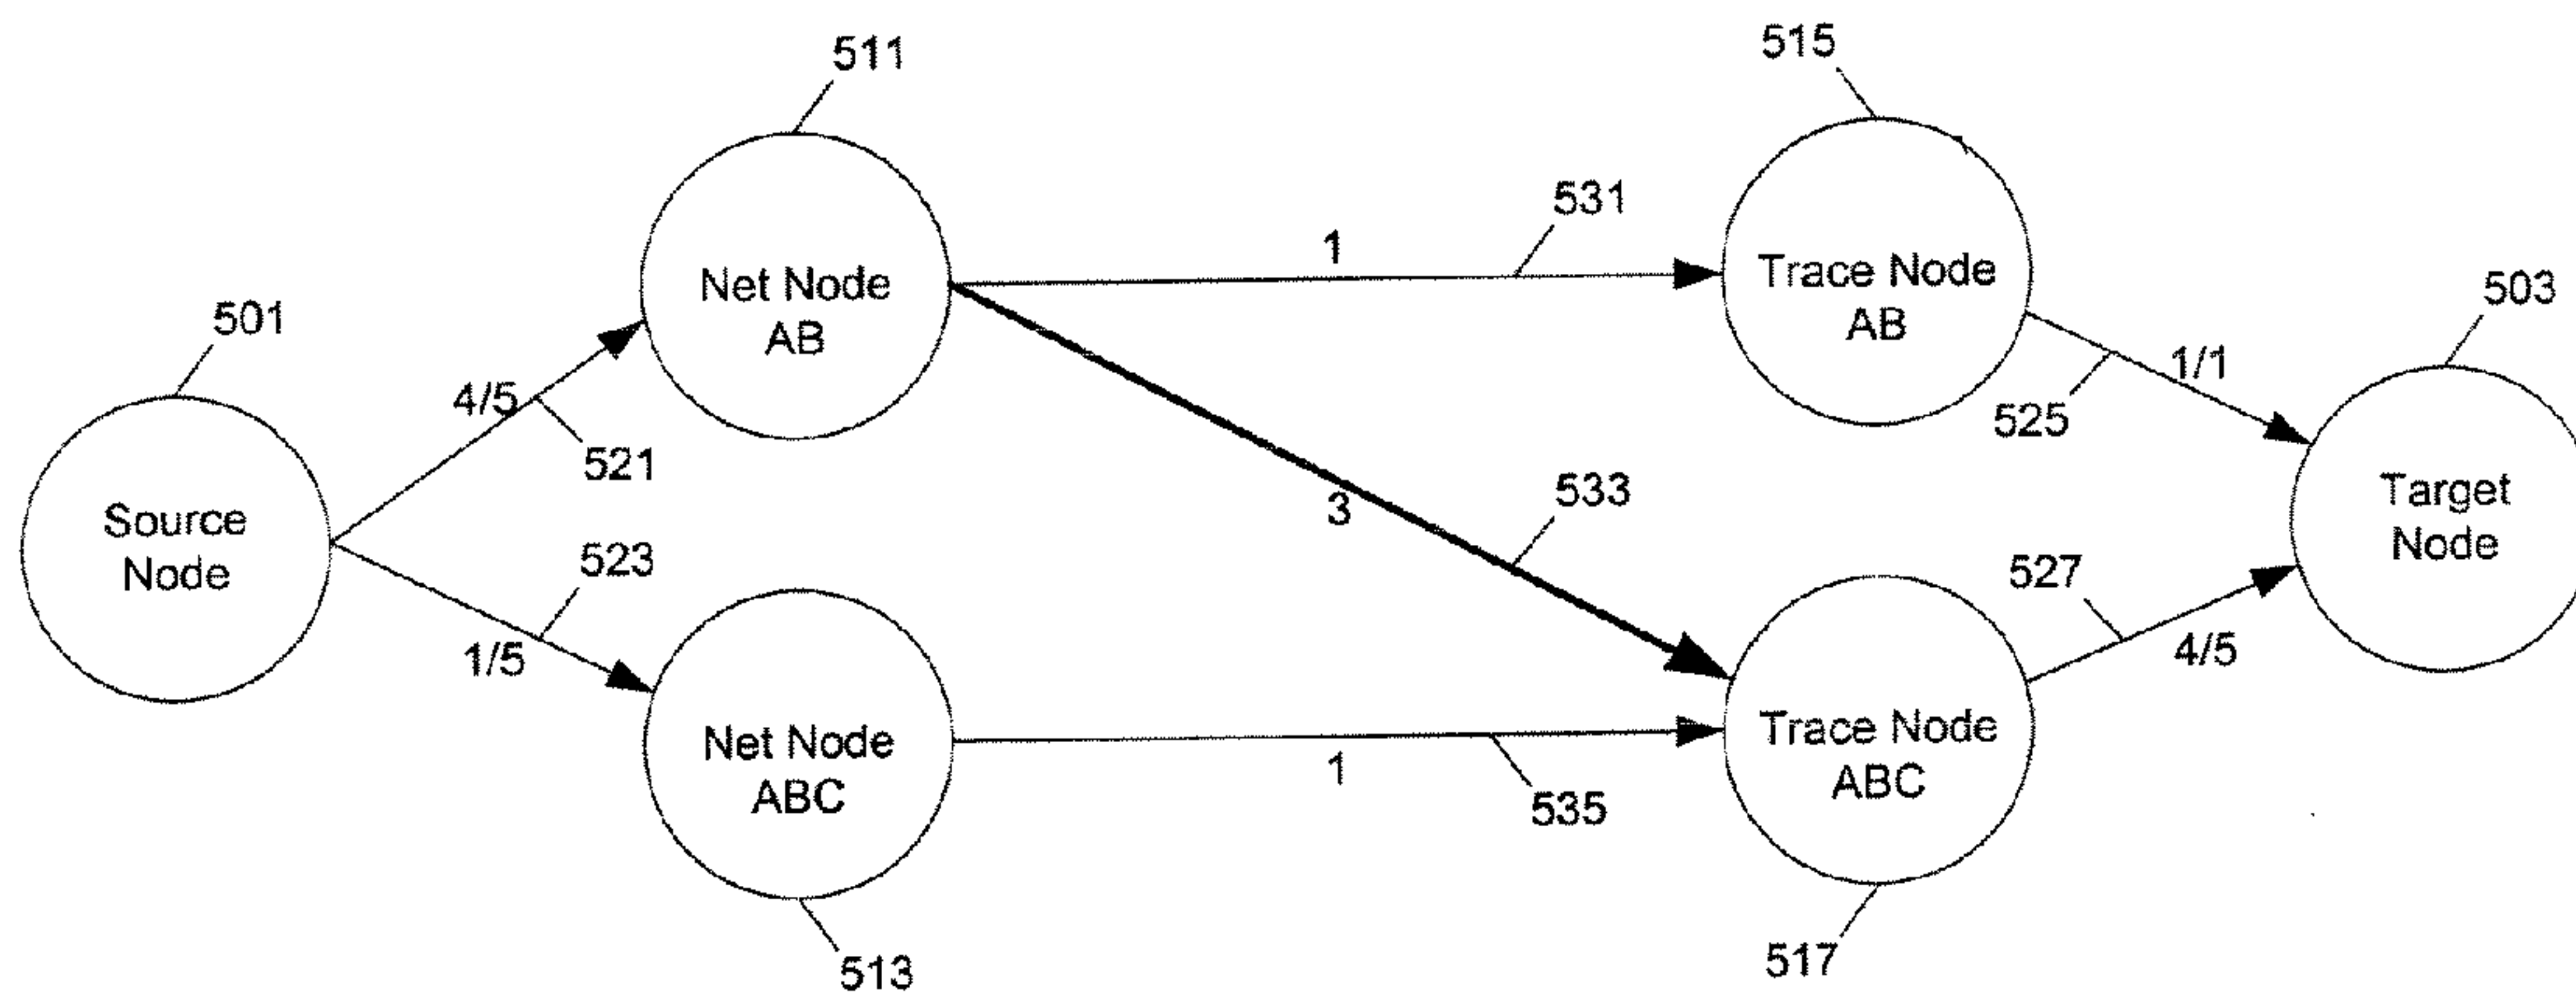 511
515
531
1
Net Node
AB
Trace Node
AB
503
501
4/5
521
1/1
525
Source
Node
533
3
Target
Node
523
1/5
527
4/5
Net Node
ABC
Trace Node
ABC
1
535
513
517